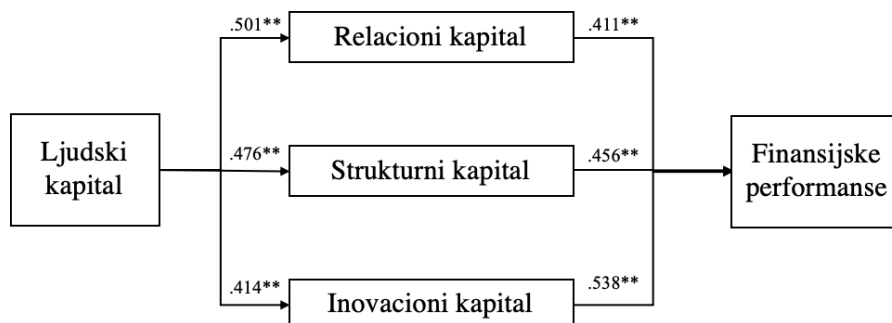 .501**
Relacioni kapital
.411**
Ljudski
kapital
.476**
Strukturni kapital
.456**
Finansijske
performanse
.414**
Inovacioni kapital
.538**